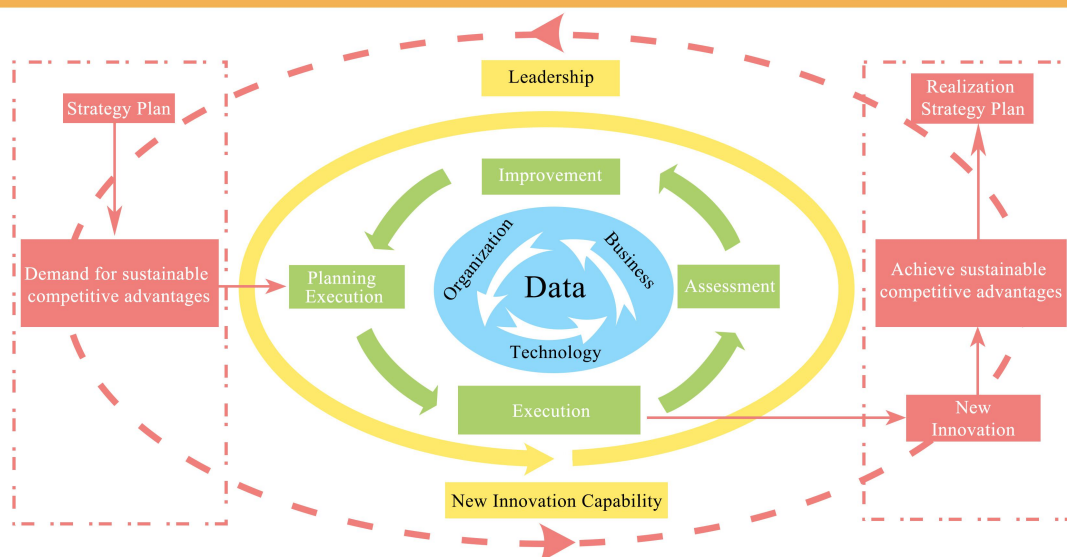 Leadership
Strategy Plan
Realization
Strategy Plan
Improvement
Organization
Business
Demand for sustainable
competitive advantages
Planning
Execution
Data
Assessment
Achieve sustainable
competitive advantages
Technology
Execution
New
Innovation
New Innovation Capability